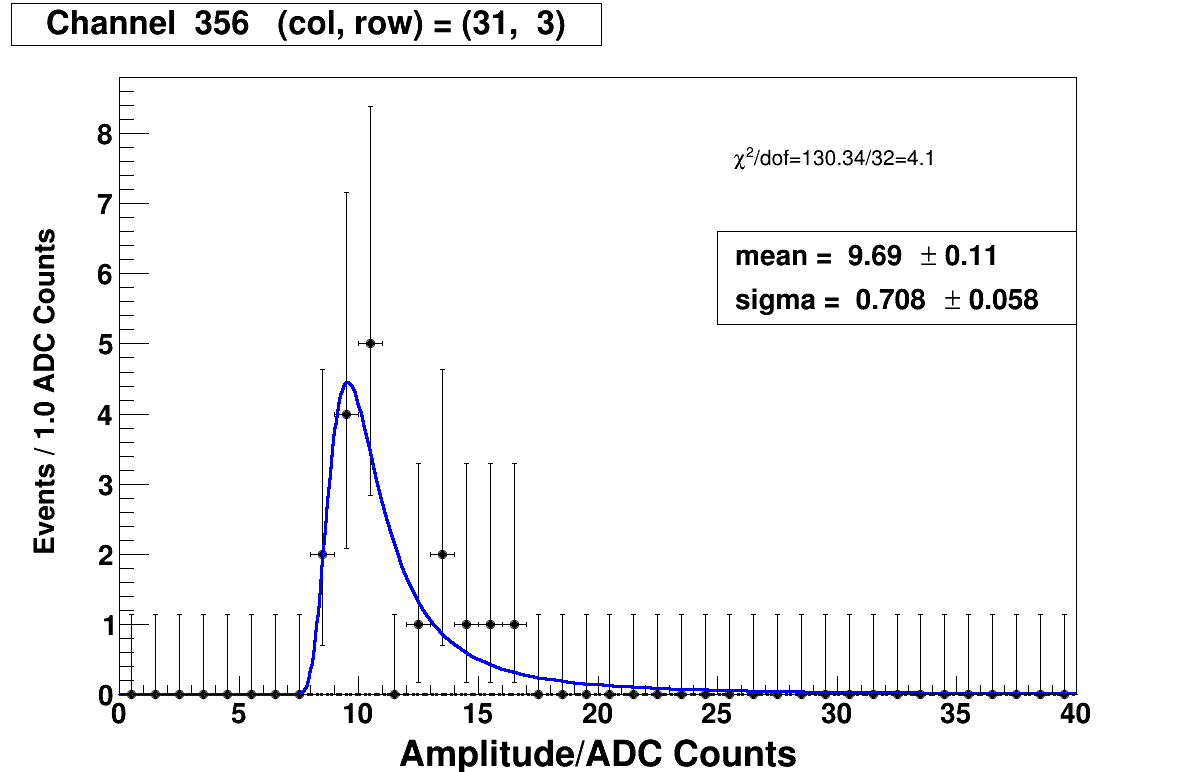 Channel 356 (col, row) = (31, 3)
χ²/dof=130.34/32=4.1
mean = 9.69 ± 0.11
sigma = 0.708 ± 0.058
Events / 1.0 ADC Counts
8
7
6
5
4
3
2
1
0
0 5 10 15 20 25 30 35 40
Amplitude/ADC Counts